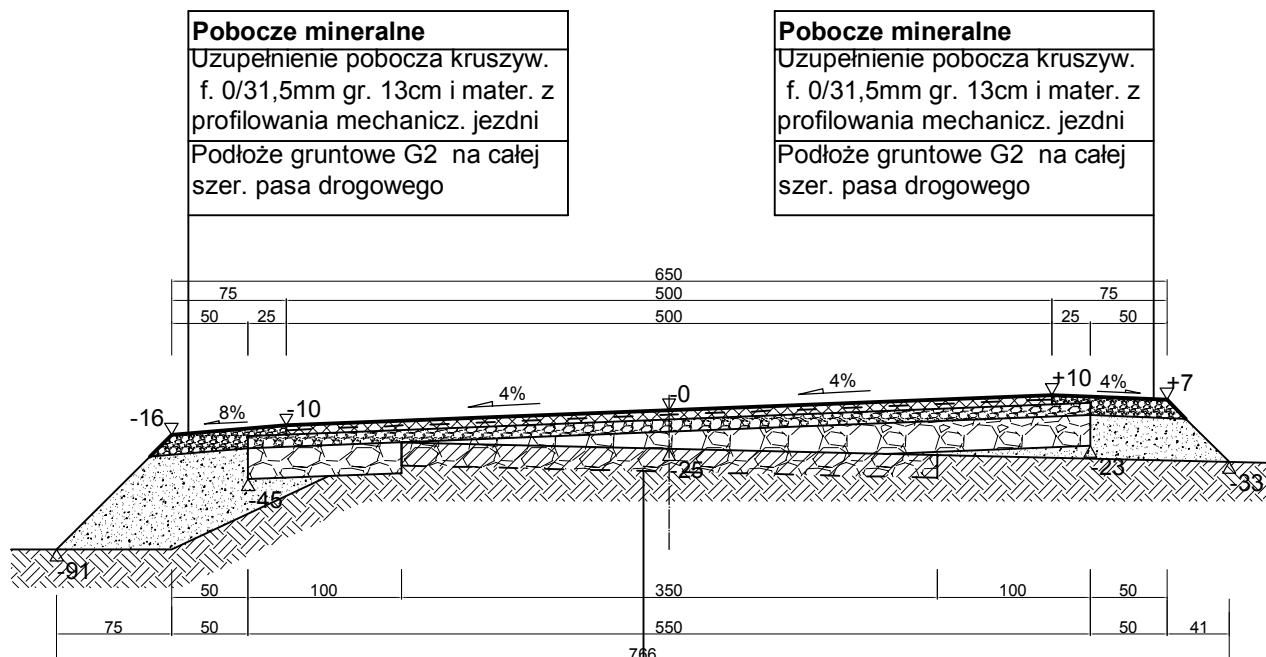 Pobocze mineralne
Uzupełnienie pobocza kruszyw.
f. 0/31,5mm gr. 13cm i mater. z
profilowania mechanicz. jezdni
Podłoże gruntowe G2 na całej
szer. pasa drogowego
Pobocze mineralne
Uzupełnienie pobocza kruszyw.
f. 0/31,5mm gr. 13cm i mater. z
profilowania mechanicz. jezdni
Podłoże gruntowe G2 na całej
szer. pasa drogowego
650
75 500 75
50 25 500 25 50
-16 8% -10 4% -0 4% +10 4% +7
-45 -25 -23 -33
-91
50 100 350 100 50
75 50 550 50 41
766